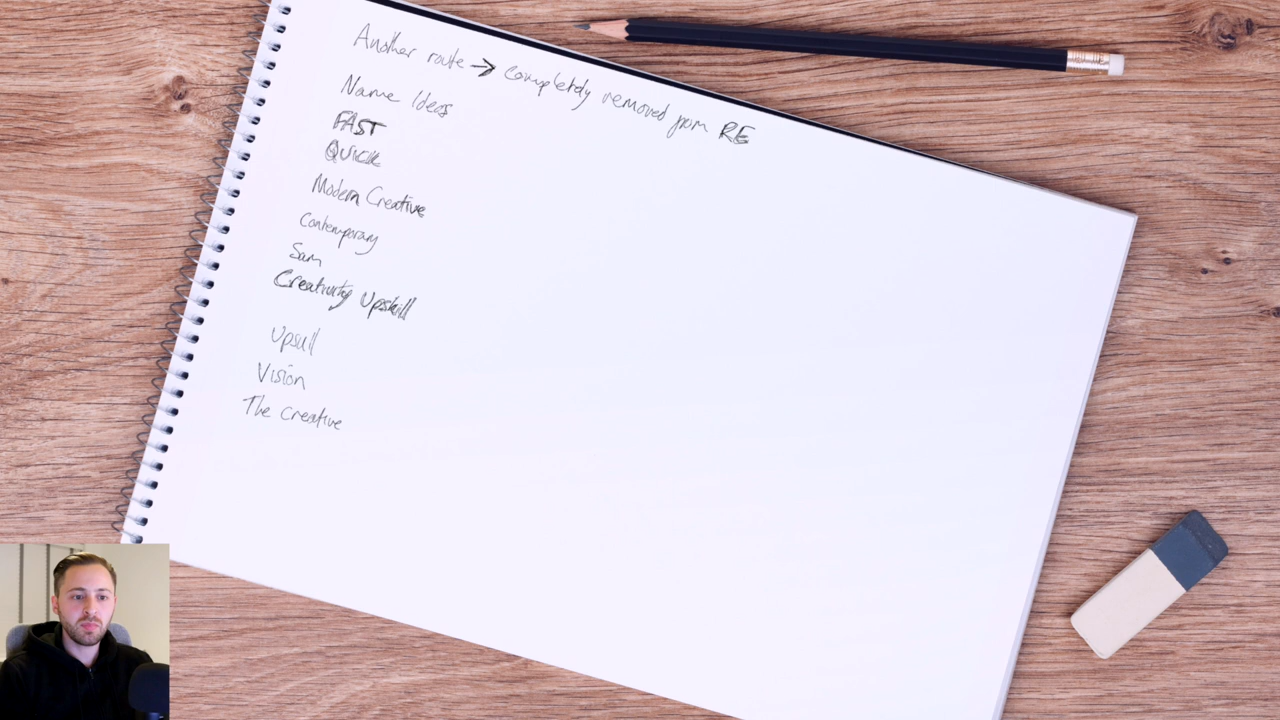 Another route → completely removed from RE
Name Ideas
FAST
QUICK
Modern Creative
Contemporary
Sam
Creativity Upskill
Upskill
Vision
The Creative